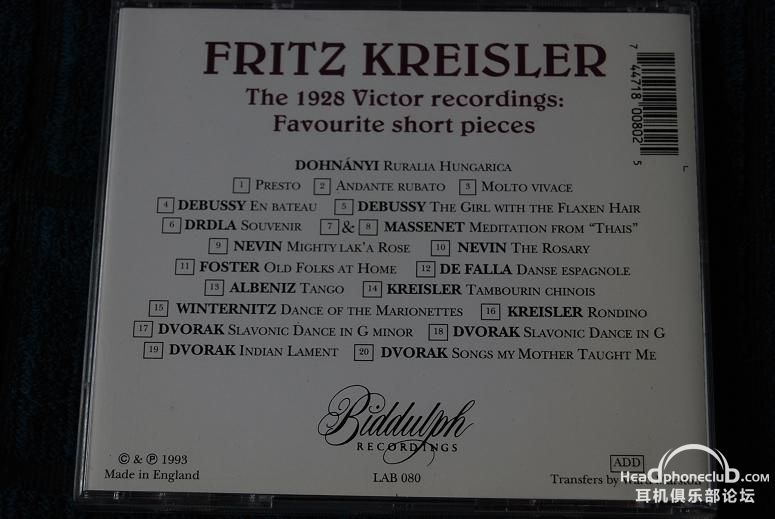 FRITZ KREISLER
The 1928 Victor recordings:
Favourite short pieces
7 44718 00802 5
DOHNÁNYI RURALIA HUNGARICA
1 PRESTO 2 ANDANTE RUBATO 3 MOLTO VIVACE
4 DEBUSSY EN BATEAU 5 DEBUSSY THE GIRL WITH THE FLAXEN HAIR
6 DRDLA SOUVENIR 7 & 8 MASSENET MEDITATION FROM “THAIS”
9 NEVIN MIGHTY LAK'A ROSE 10 NEVIN THE ROSARY
11 FOSTER OLD FOLKS AT HOME 12 DE FALLA DANSE ESPAGNOLE
13 ALBENIZ TANGO 14 KREISLER TAMBOURIN CHINOIS
15 WINTERNITZ DANCE OF THE MARIONETTES 16 KREISLER RONDINO
17 DVORAK SLAVONIC DANCE IN G MINOR 18 DVORAK SLAVONIC DANCE IN G
19 DVORAK INDIAN LAMENT 20 DVORAK SONGS MY MOTHER TAUGHT ME
Biddulph
RECORDINGS
© & ℗ 1993
Made in England
LAB 080
ADD
Transfers by
HeadphoneClub.com
耳机俱乐部论坛